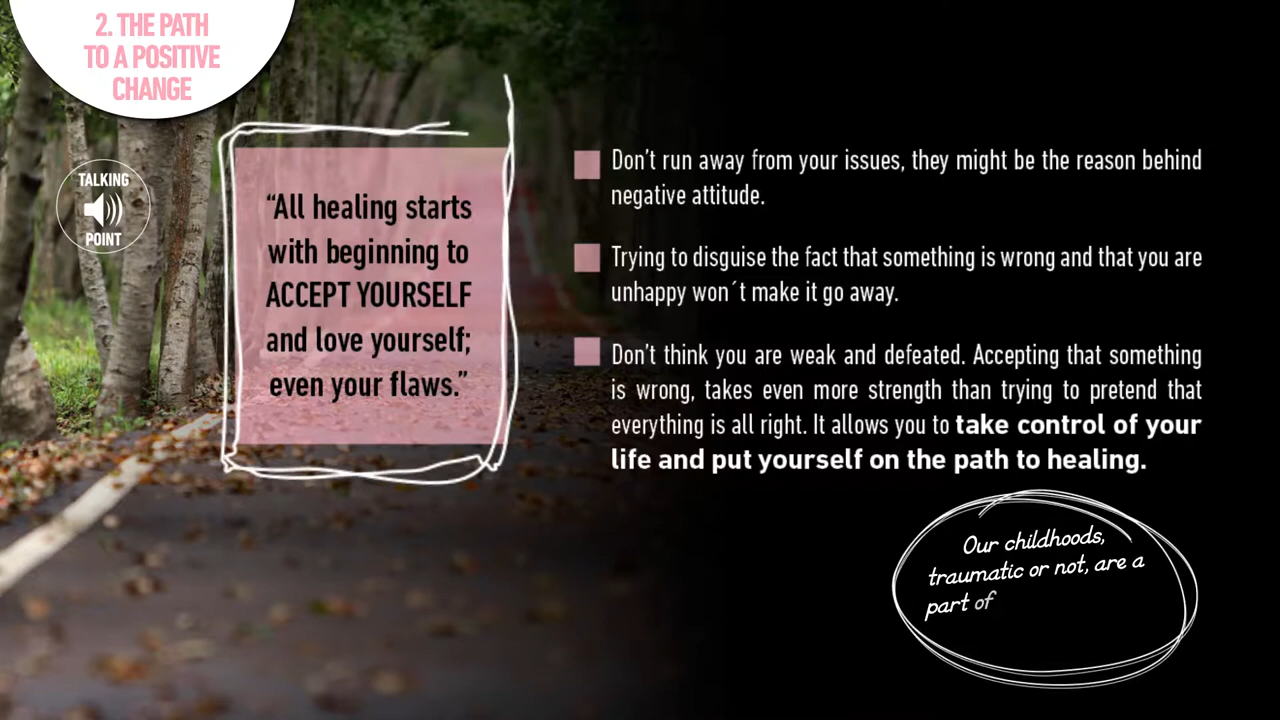 2. THE PATH
TO A POSITIVE
CHANGE
TALKING
POINT
“All healing starts
with beginning to
ACCEPT YOURSELF
and love yourself;
even your flaws.”
Don’t run away from your issues, they might be the reason behind
negative attitude.
Trying to disguise the fact that something is wrong and that you are
unhappy won´t make it go away.
Don’t think you are weak and defeated. Accepting that something
is wrong, takes even more strength than trying to pretend that
everything is all right. It allows you to take control of your
life and put yourself on the path to healing.
Our childhoods,
traumatic or not, are a
part of